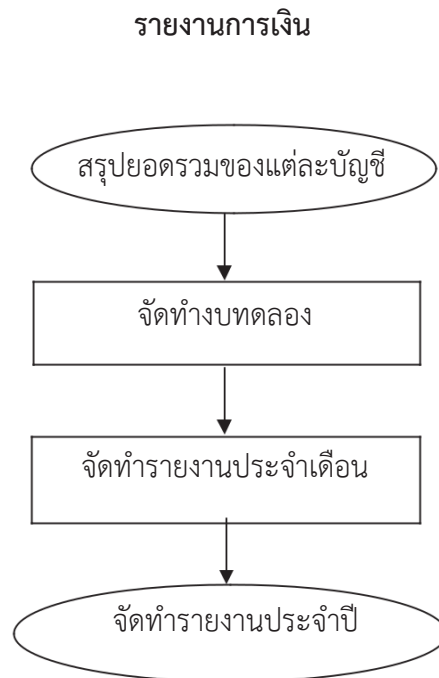 รายงานการเงิน
สรุปยอดรวมของแต่ละบัญชี
จัดทำงบทดลอง
จัดทำรายงานประจำเดือน
จัดทำรายงานประจำปี